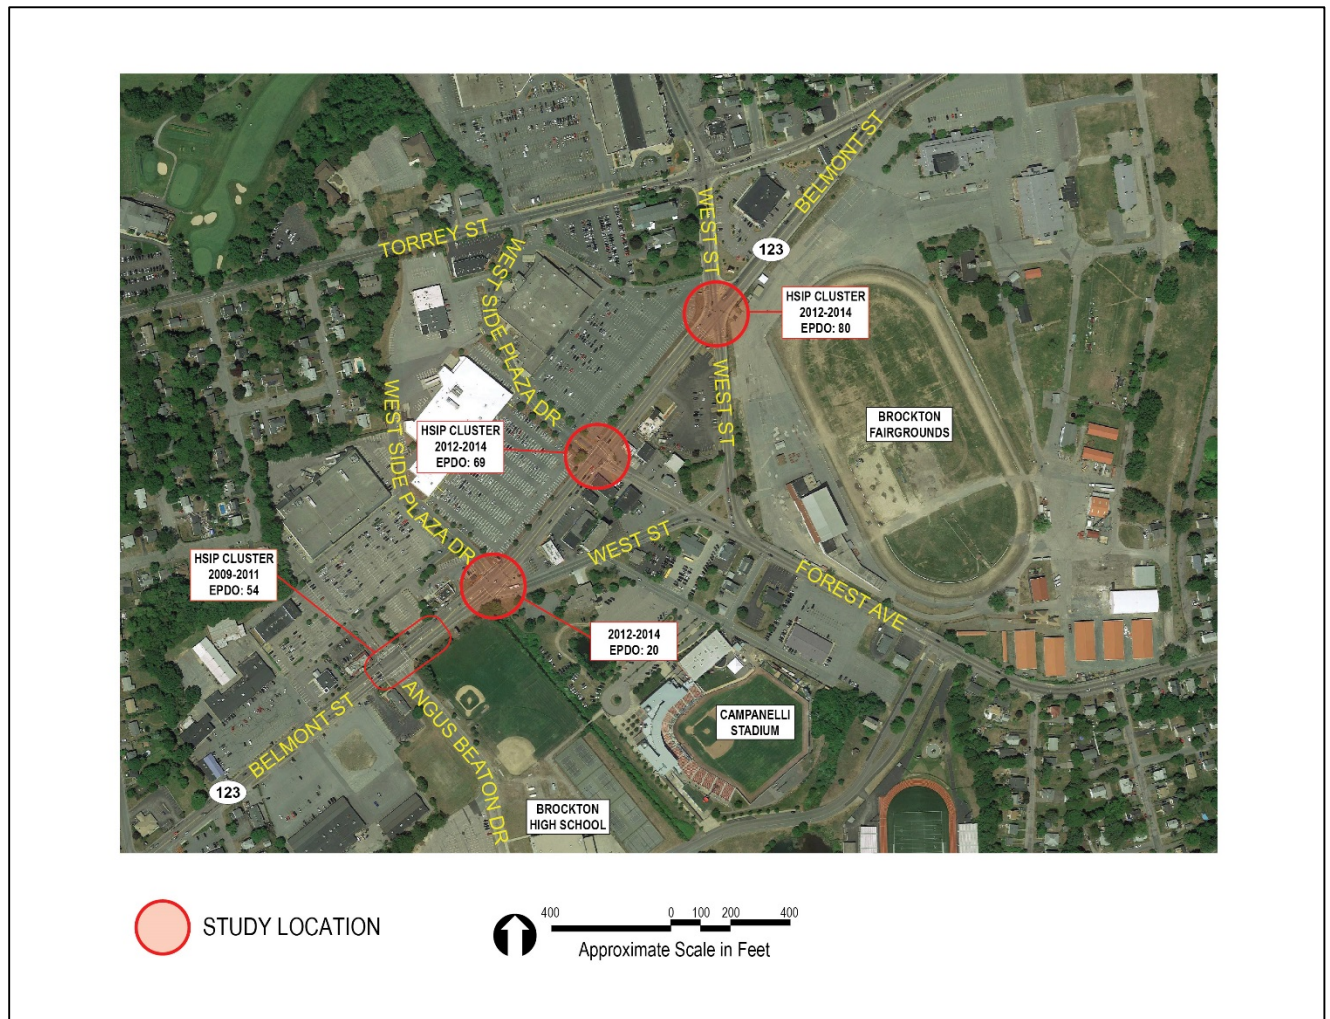 BELMONT ST
WEST ST
TORREY ST
123
WEST SIDE PLAZA DR
HSIP CLUSTER
2012-2014
EPDO: 80
WEST ST
WEST SIDE PLAZA DR
BROCKTON
FAIRGROUNDS
HSIP CLUSTER
2012-2014
EPDO: 69
WEST ST
HSIP CLUSTER
2009-2011
EPDO: 54
FOREST AVE
2012-2014
EPDO: 20
BELMONT ST
ANGUS BEATON DR
CAMPANELLI
STADIUM
123
BROCKTON
HIGH SCHOOL
STUDY LOCATION
400 0 100 200 400
Approximate Scale in Feet